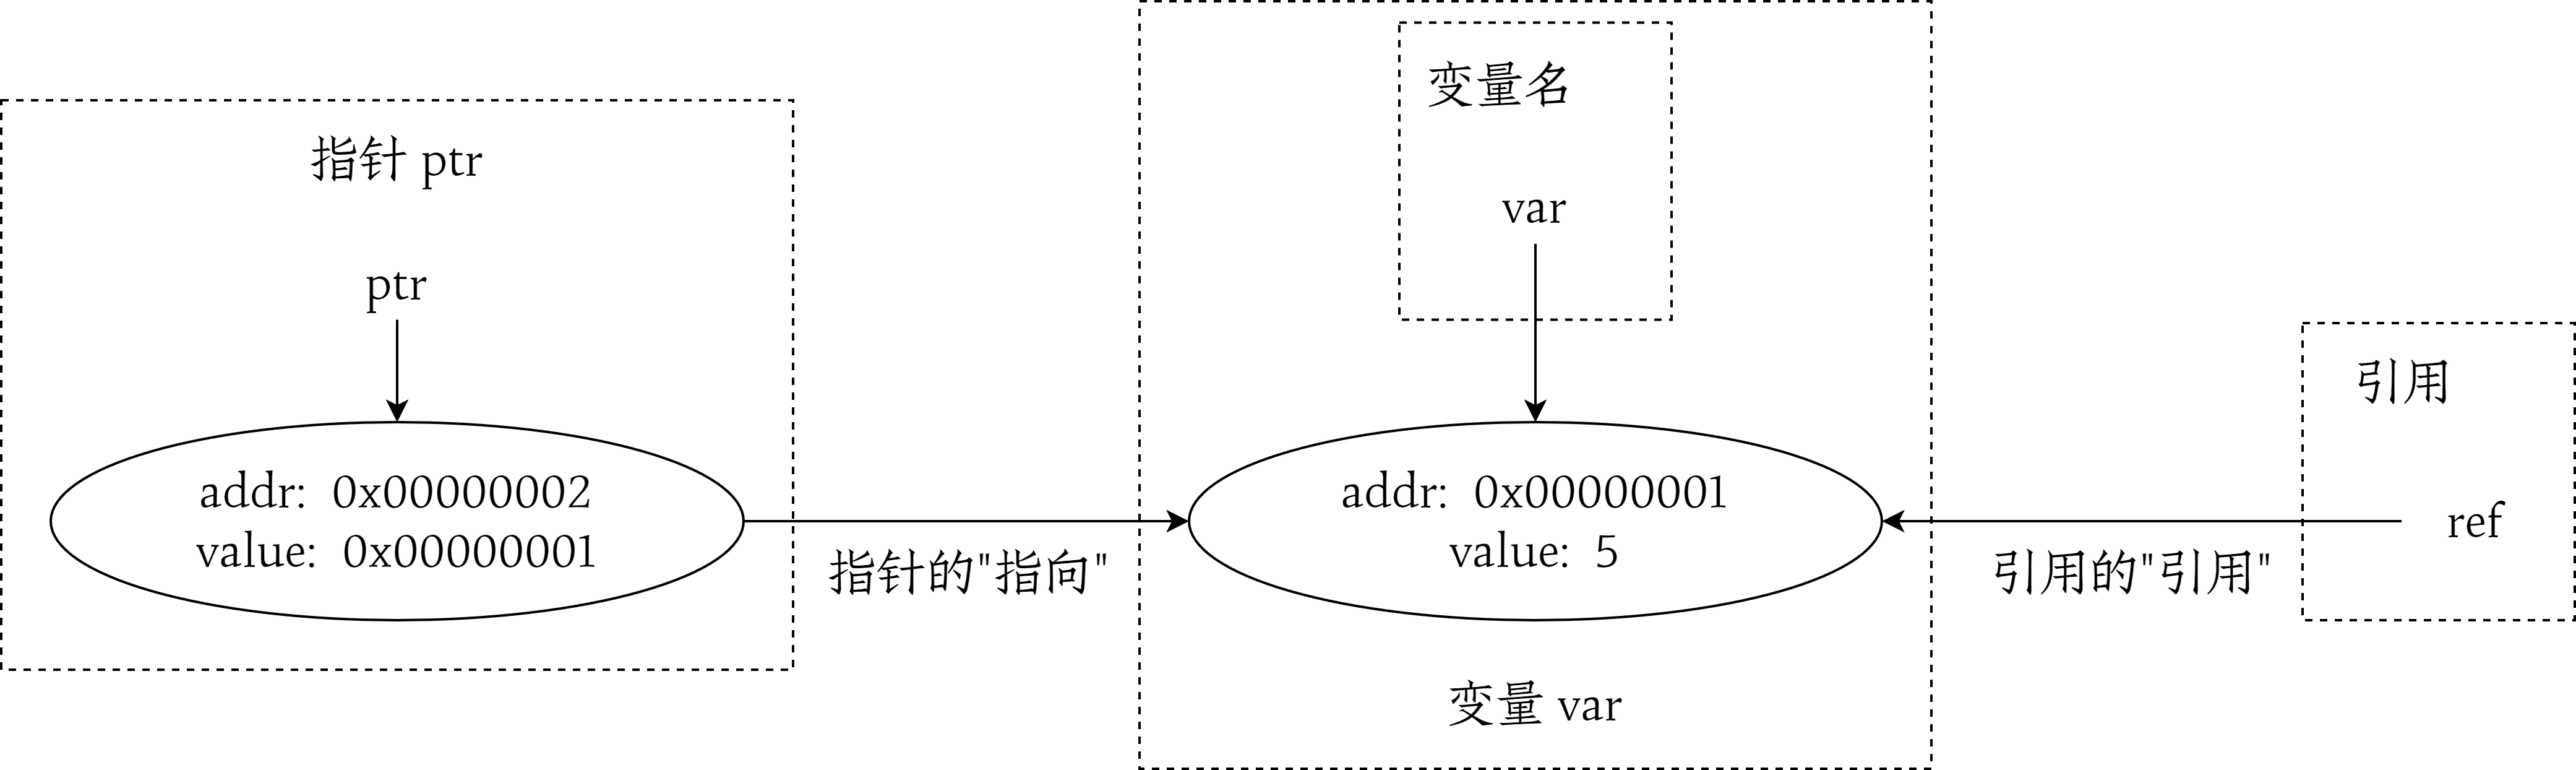 指针 ptr
ptr
addr: 0x00000002
value: 0x00000001
指针的"指向"
变量名
var
addr: 0x00000001
value: 5
变量 var
引用的"引用"
引用
ref